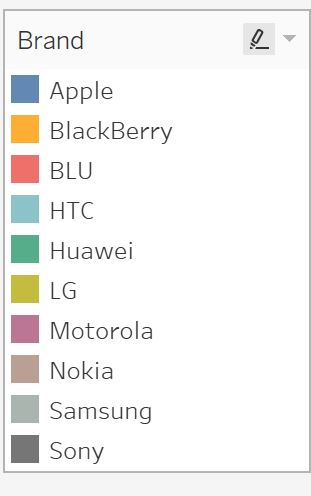 Brand
Apple
BlackBerry
BLU
HTC
Huawei
LG
Motorola
Nokia
Samsung
Sony